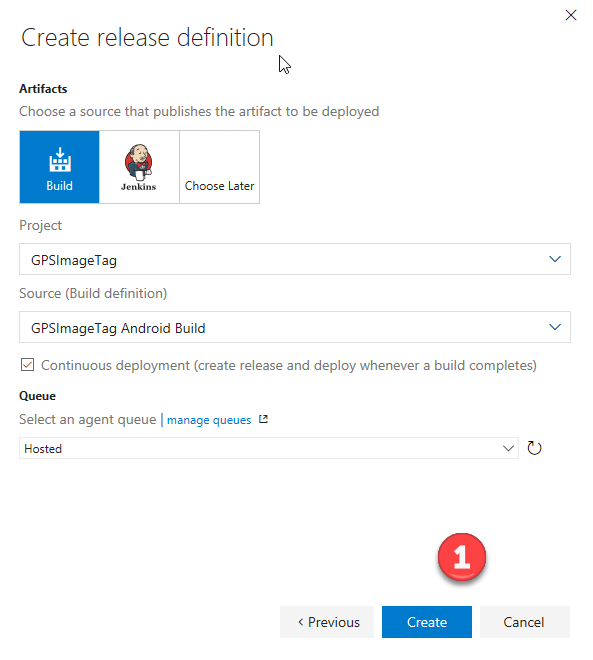 Create release definition
Artifacts
Choose a source that publishes the artifact to be deployed
Build
Jenkins
Choose Later
Project
GPSImageTag
Source (Build definition)
GPSImageTag Android Build
Continuous deployment (create release and deploy whenever a build completes)
Queue
Select an agent queue | manage queues
Hosted
1
< Previous
Create
Cancel